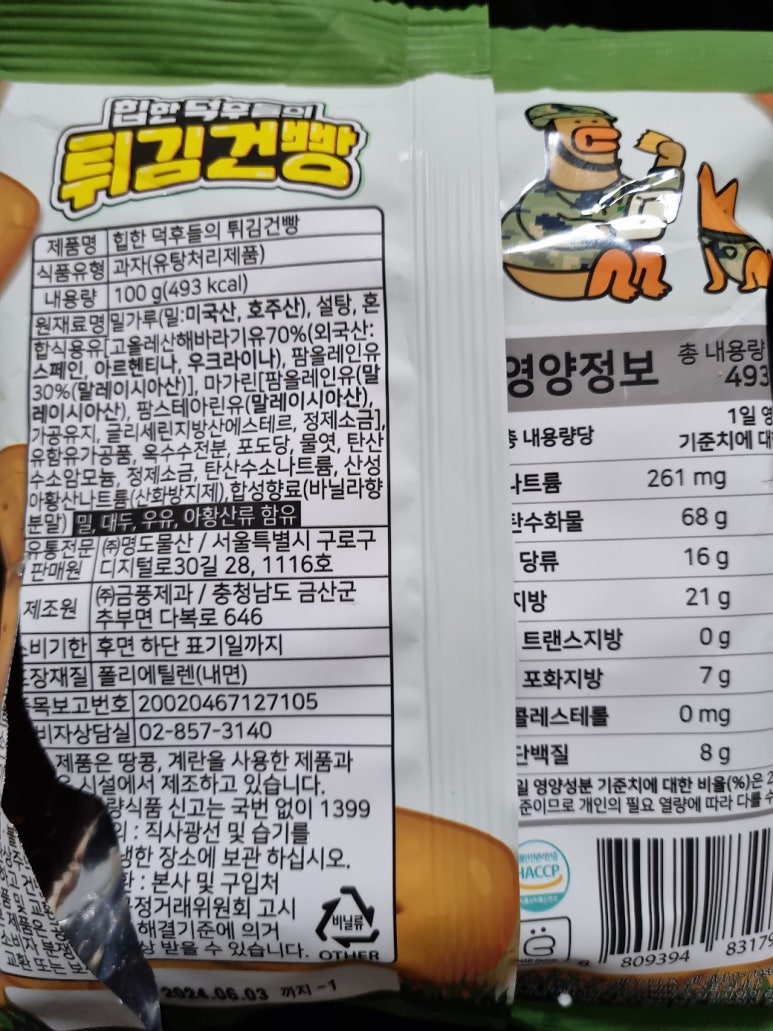 힙한 덕후들의
튀김건빵
제품명 힙한 덕후들의 튀김건빵
식품유형 과자(유탕처리제품)
내용량 100 g(493 kcal)
원재료명 밀가루(밀:미국산, 호주산), 설탕, 혼
합식용유[고올레산해바라기유70%(외국산:
스페인, 아르헨티나, 우크라이나), 팜올레인유
30%(말레이시아산)], 마가린[팜올레인유(말
레이시아산), 팜스테아린유(말레이시아산),
가공유지, 글리세린지방산에스테르, 정제소금],
유함유가공품, 옥수수전분, 포도당, 물엿, 탄산
수소암모늄, 정제소금, 탄산수소나트륨, 산성
아황산나트륨(산화방지제),합성향료(바닐라향
분말) 밀, 대두, 우유, 아황산류 함유
유통전문 ㈜명도물산 / 서울특별시 구로구
판매원 디지털로30길 28, 1116호
제조원 ㈜금풍제과 / 충청남도 금산군
추부면 다복로 646
비기한 후면 하단 표기일까지
장재질 폴리에틸렌(내면)
목보고번호 20020467127105
비자상담실 02-857-3140
제품은 땅콩, 계란을 사용한 제품과
시설에서 제조하고 있습니다.
량식품 신고는 국번 없이 1399
: 직사광선 및 습기를
한 장소에 보관 하십시오.
: 본사 및 구입처
정거래위원회 고시
해결기준에 의거
상 받을 수 있습니다.
비닐류
OTHER
2024.06.03 까지 -1
영양정보 총 내용량
493
총 내용량당 1일 영
기준치에 대
나트륨 261 mg
탄수화물 68 g
당류 16 g
지방 21 g
트랜스지방 0 g
포화지방 7 g
콜레스테롤 0 mg
단백질 8 g
일 영양성분 기준치에 대한 비율(%)은 2
준이므로 개인의 필요 열량에 따라 다를 수
HACCP
8 809394 83179